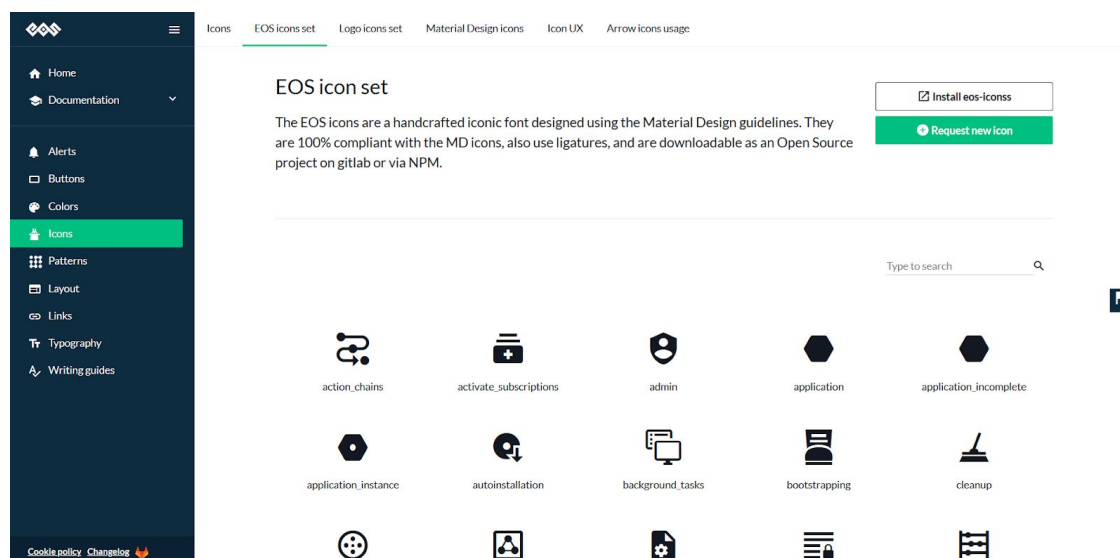 eos
Icons
EOS icons set
Logo icons set
Material Design icons
Icon UX
Arrow icons usage
Home
Documentation
Alerts
Buttons
Colors
Icons
Patterns
Layout
Links
Typography
Writing guides
Cookie policy Changelog
EOS icon set
The EOS icons are a handcrafted iconic font designed using the Material Design guidelines. They
are 100% compliant with the MD icons, also use ligatures, and are downloadable as an Open Source
project on gitlab or via NPM.
Install eos-iconss
Request new icon
Type to search
action_chains
activate_subscriptions
admin
application
application_incomplete
application_instance
autoinstallation
background_tasks
bootstrapping
cleanup